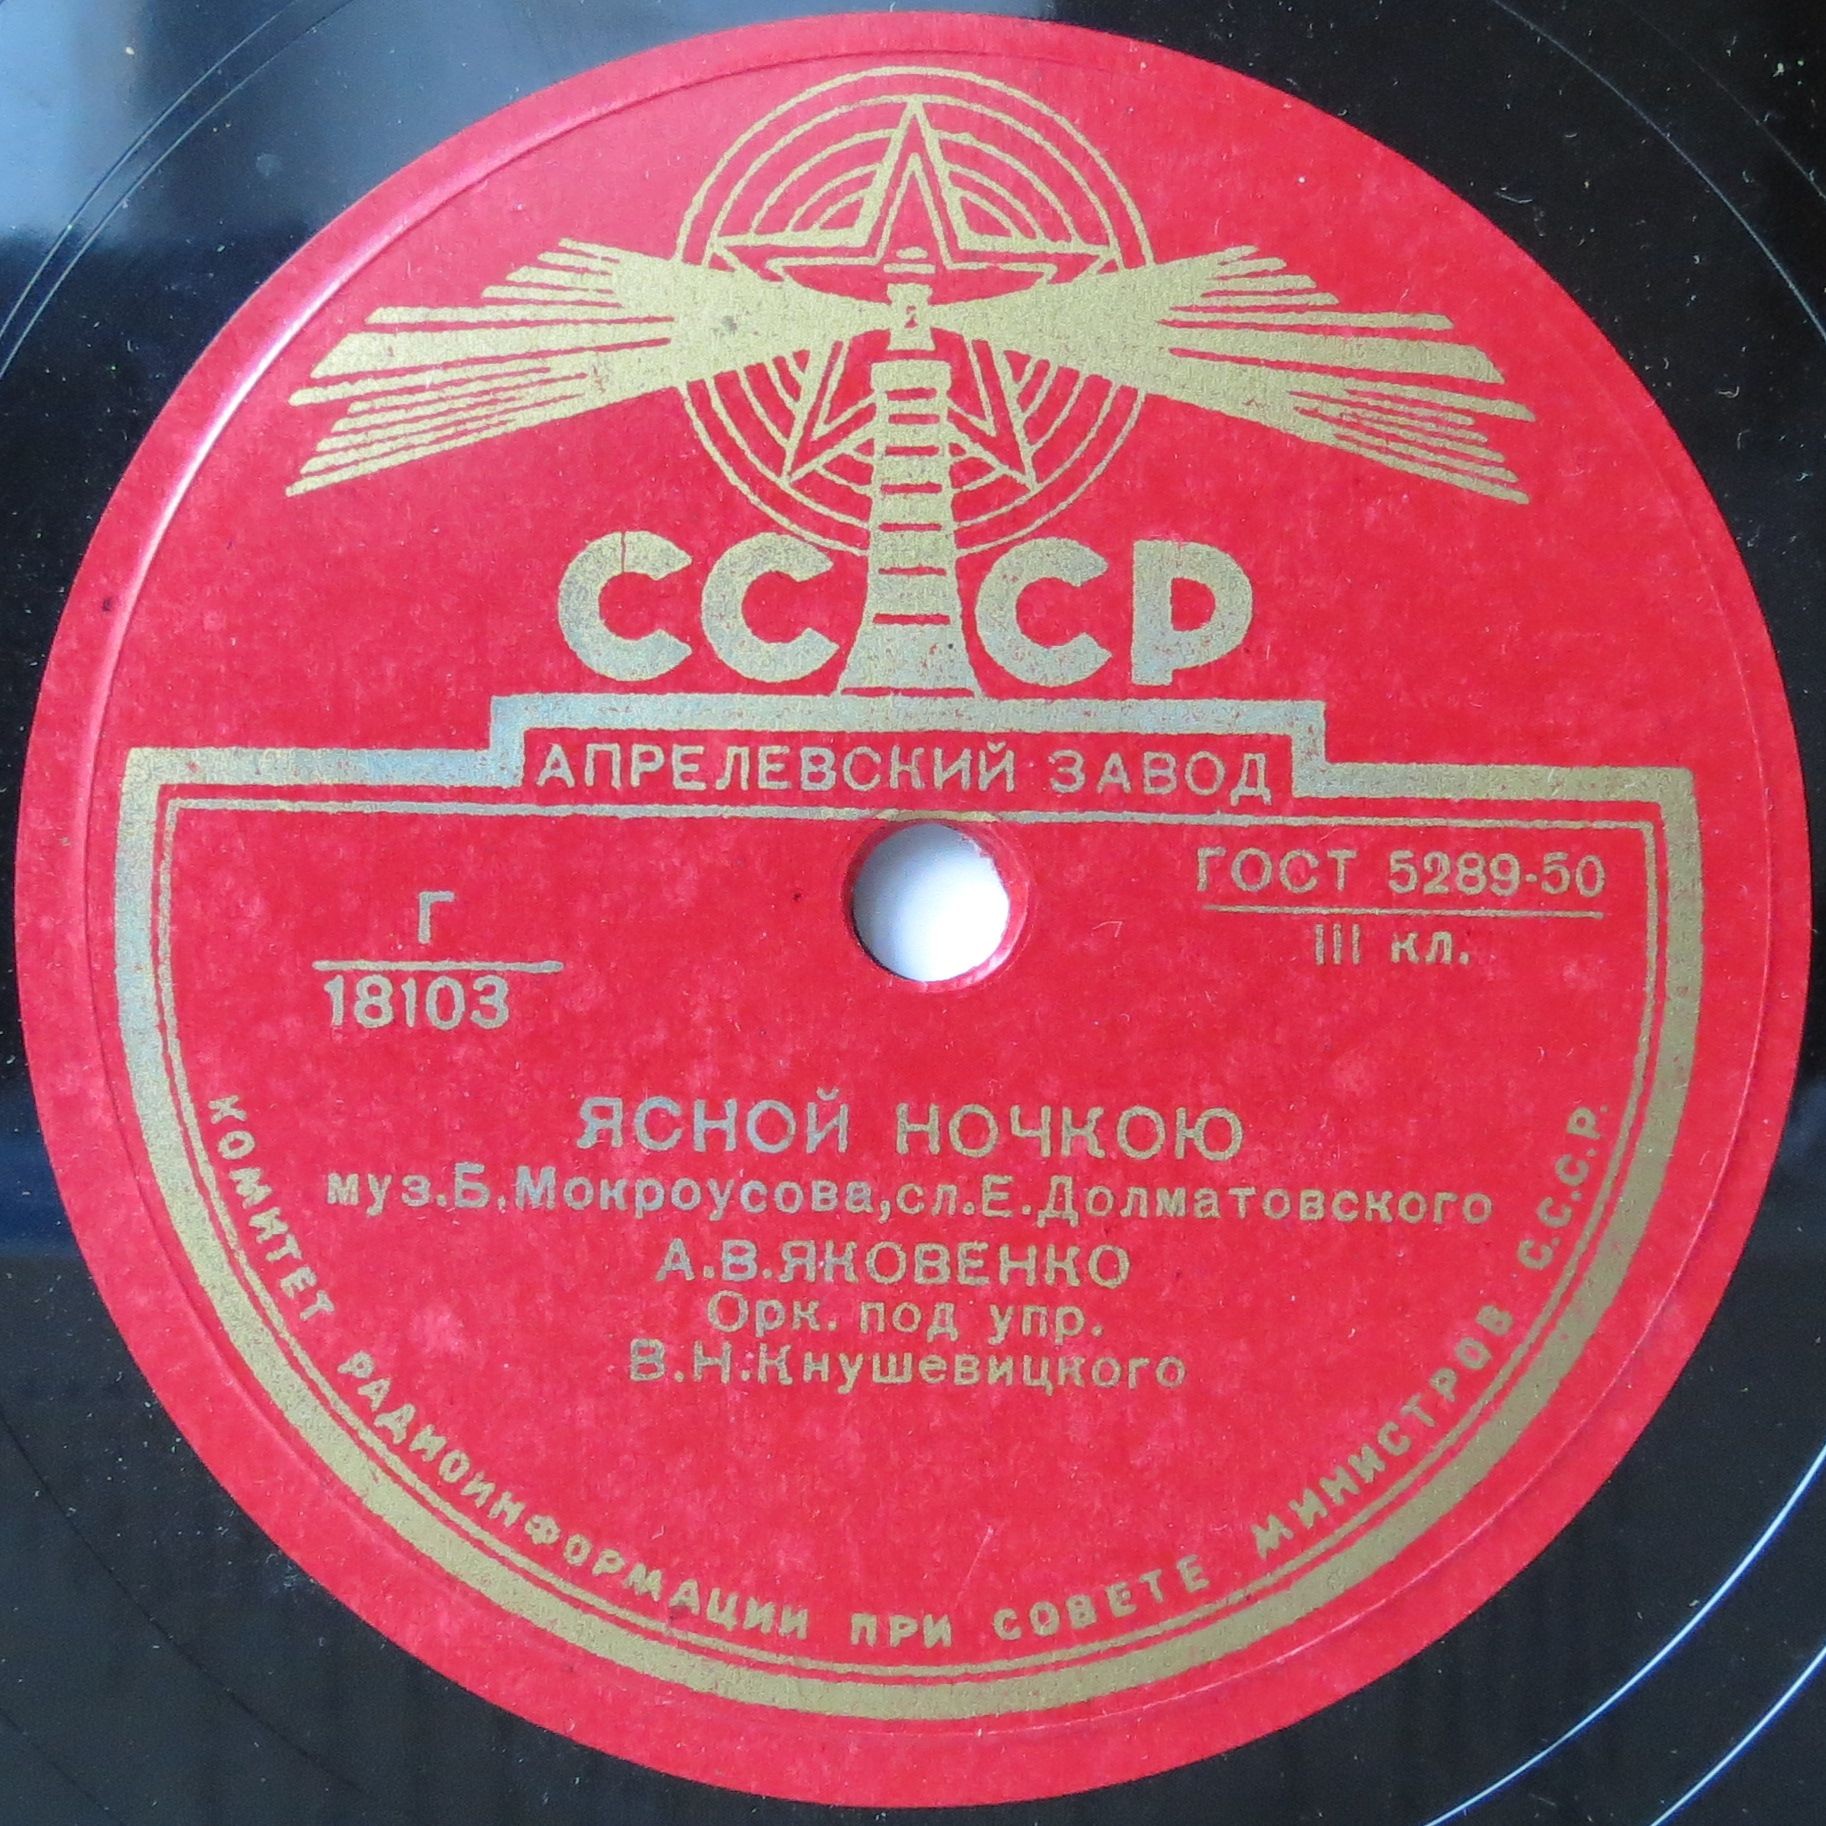 СССР
АПРЕЛЕВСКИЙ ЗАВОД
ГОСТ 5289-50
III кл.
Г
18103
ЯСНОЙ НОЧКОЮ
муз.Б.Мокроусова,сл.Е.Долматовского
А.В.ЯКОВЕНКО
Орк. под упр.
В.Н.Кнушевицкого
КОМИТЕТ РАДИОИНФОРМАЦИИ ПРИ СОВЕТЕ МИНИСТРОВ С.С.С.Р.